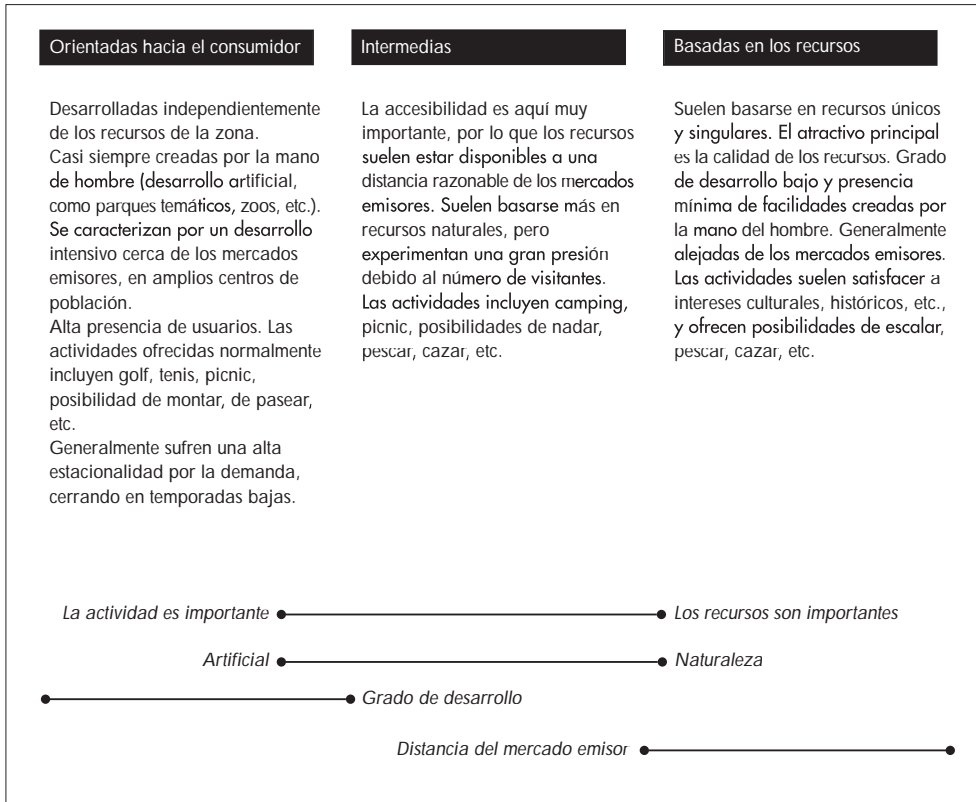 Orientadas hacia el consumidor
Desarrolladas independientemente
de los recursos de la zona.
Casi siempre creadas por la mano
de hombre (desarrollo artificial,
como parques temáticos, zoos, etc.).
Se caracterizan por un desarrollo
intensivo cerca de los mercados
emisores, en amplios centros de
población.
Alta presencia de usuarios. Las
actividades ofrecidas normalmente
incluyen golf, tenis, picnic,
posibilidad de montar, de pasear,
etc.
Generalmente sufren una alta
estacionalidad por la demanda,
cerrando en temporadas bajas.
Intermedias
La accesibilidad es aquí muy
importante, por lo que los recursos
suelen estar disponibles a una
distancia razonable de los mercados
emisores. Suelen basarse más en
recursos naturales, pero
experimentan una gran presión
debido al número de visitantes.
Las actividades incluyen camping,
picnic, posibilidades de nadar,
pescar, cazar, etc.
Basadas en los recursos
Suelen basarse en recursos únicos
y singulares. El atractivo principal
es la calidad de los recursos. Grado
de desarrollo bajo y presencia
mínima de facilidades creadas por
la mano del hombre. Generalmente
alejadas de los mercados emisores.
Las actividades suelen satisfacer a
intereses culturales, históricos, etc.,
y ofrecen posibilidades de escalar,
pescar, cazar, etc.
La actividad es importante
Los recursos son importantes
Artificial
Naturaleza
Grado de desarrollo
Distancia del mercado emisor